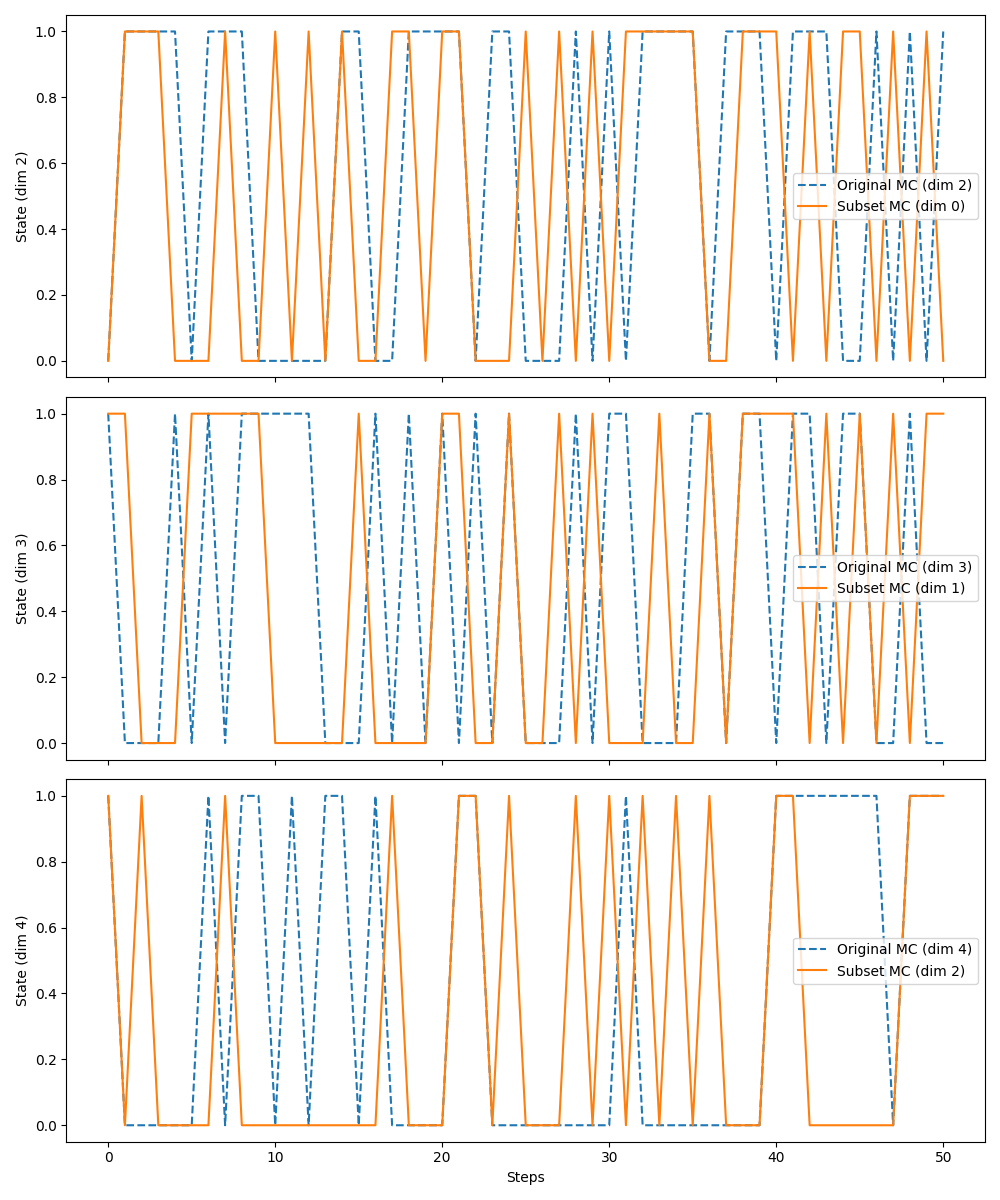 1.0
0.8
0.6
0.4
0.2
0.0
State (dim 2)
Original MC (dim 2)
Subset MC (dim 0)
1.0
0.8
0.6
0.4
0.2
0.0
State (dim 3)
Original MC (dim 3)
Subset MC (dim 1)
1.0
0.8
0.6
0.4
0.2
0.0
State (dim 4)
Original MC (dim 4)
Subset MC (dim 2)
0 10 20 30 40 50
Steps